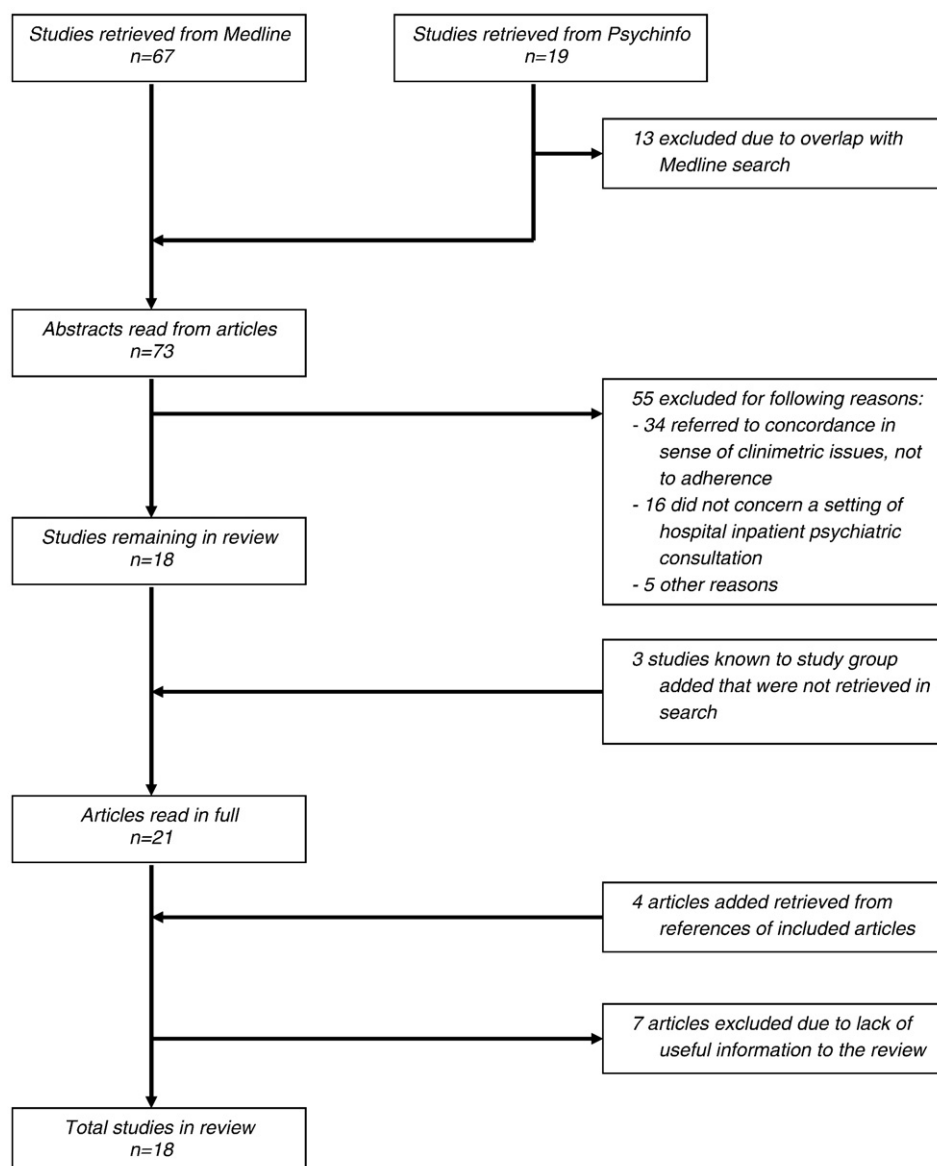 Studies retrieved from Medline
n=67
Studies retrieved from Psychinfo
n=19
13 excluded due to overlap with
Medline search
Abstracts read from articles
n=73
55 excluded for following reasons:
- 34 referred to concordance in
sense of clinimetric issues, not
to adherence
- 16 did not concern a setting of
hospital inpatient psychiatric
consultation
- 5 other reasons
Studies remaining in review
n=18
3 studies known to study group
added that were not retrieved in
search
Articles read in full
n=21
4 articles added retrieved from
references of included articles
7 articles excluded due to lack of
useful information to the review
Total studies in review
n=18